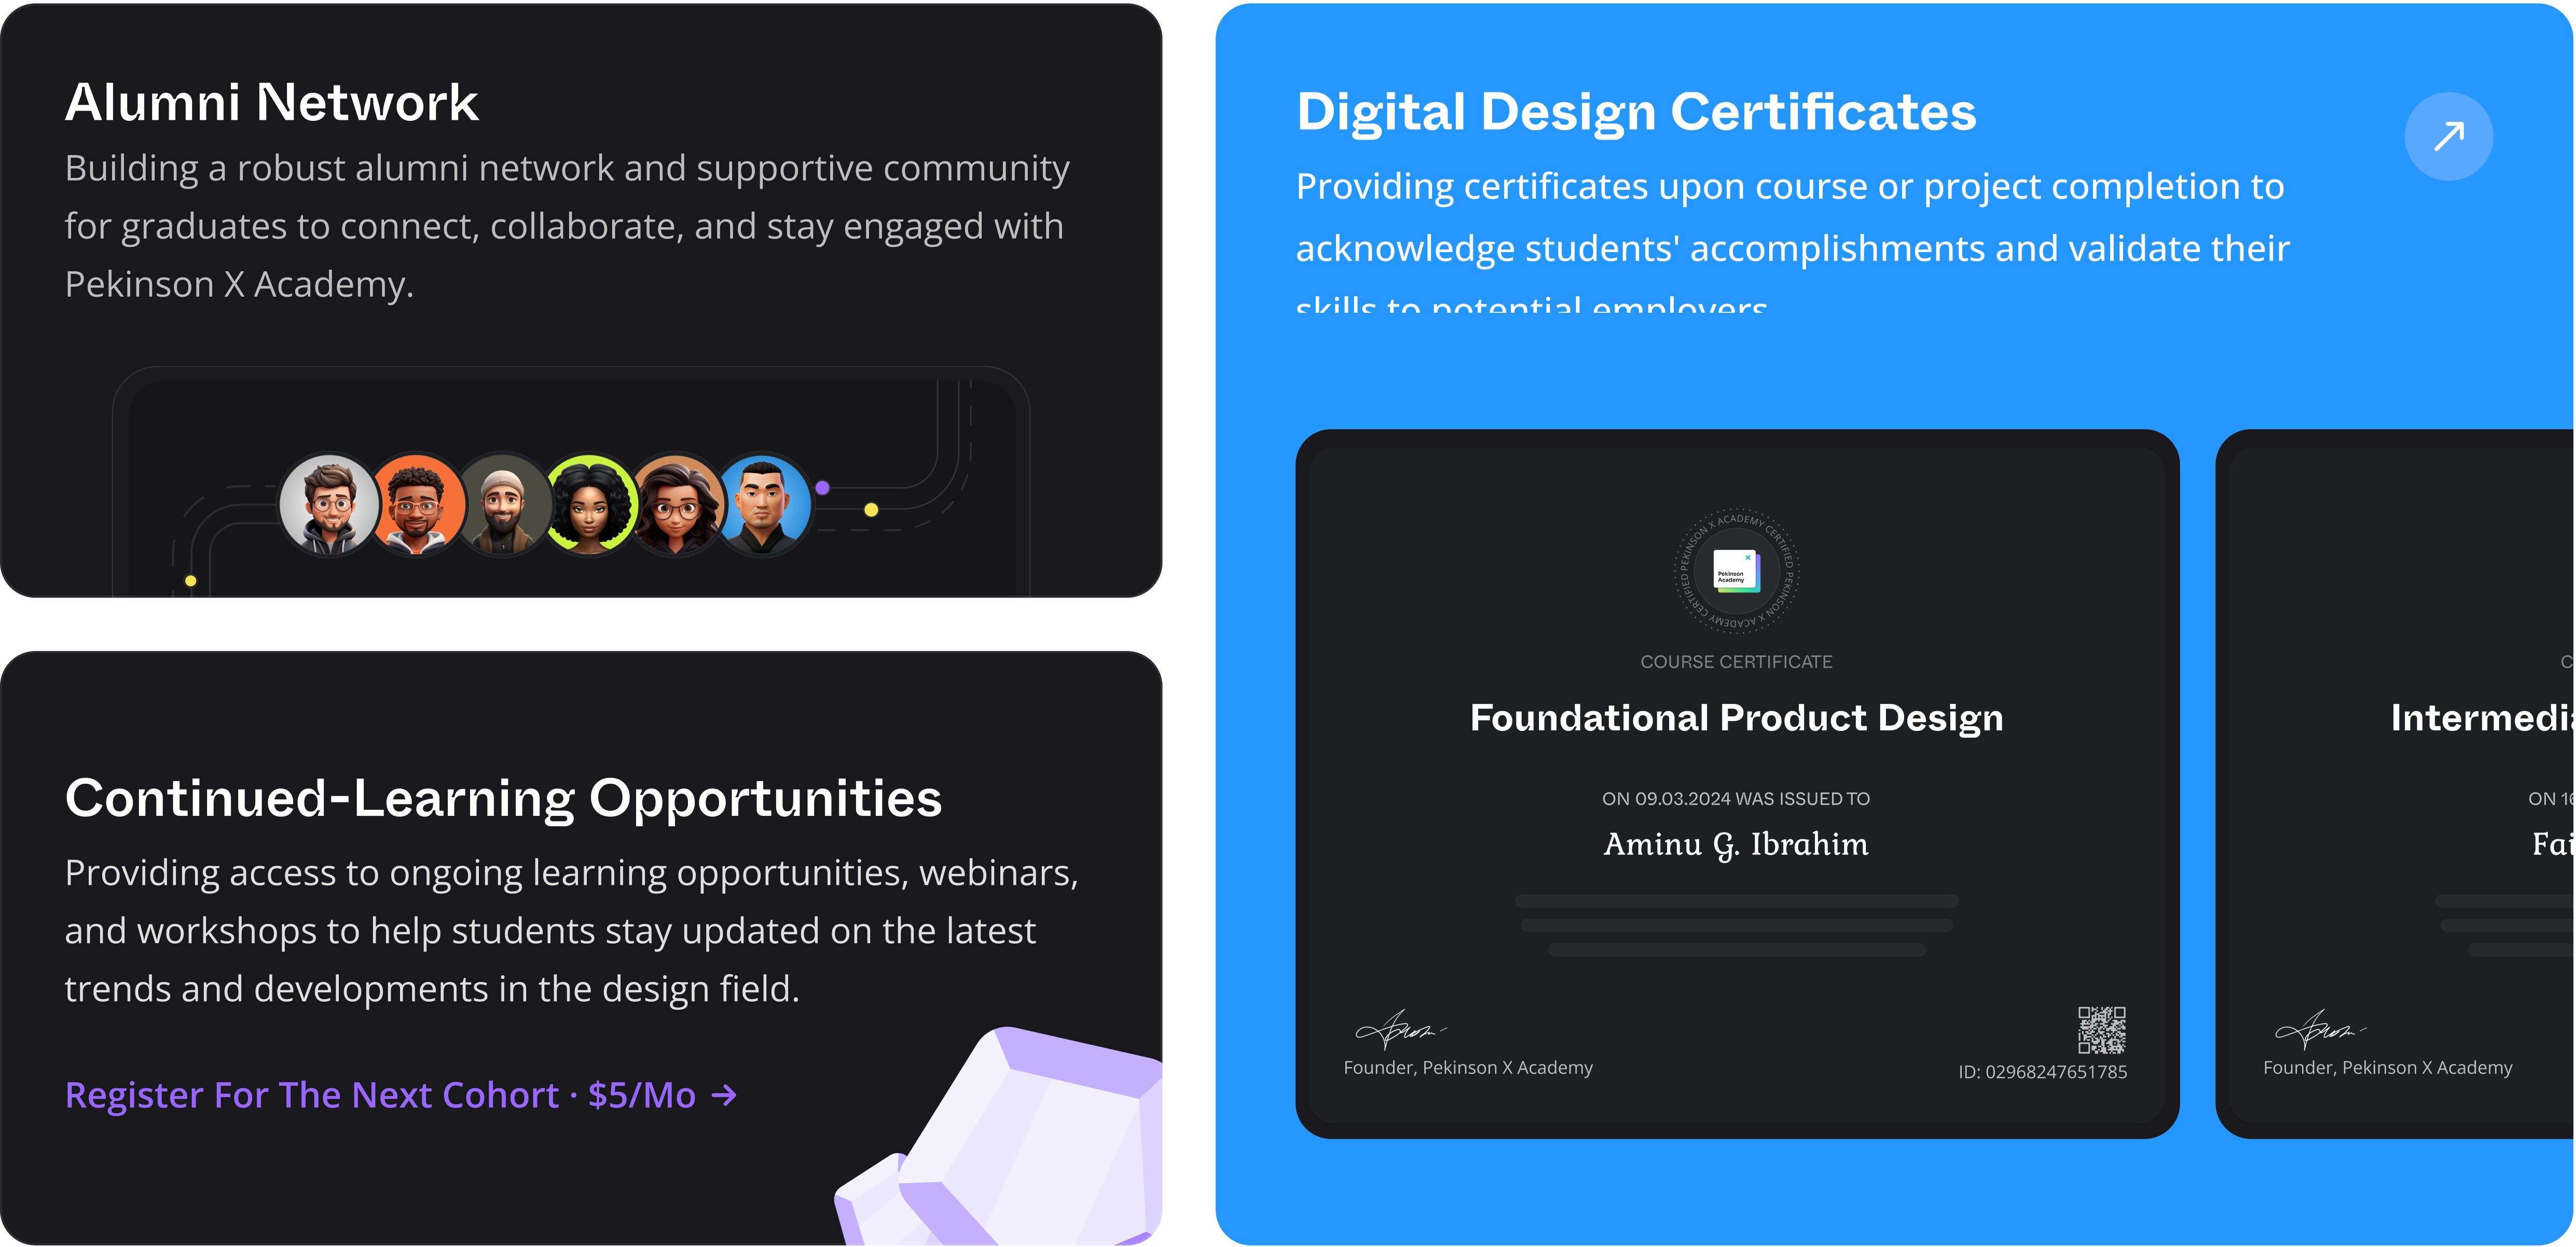 Alumni Network
Building a robust alumni network and supportive community
for graduates to connect, collaborate, and stay engaged with
Pekinson X Academy.
Continued-Learning Opportunities
Providing access to ongoing learning opportunities, webinars,
and workshops to help students stay updated on the latest
trends and developments in the design field.
Register For The Next Cohort · $5/Mo →
Digital Design Certificates
Providing certificates upon course or project completion to
acknowledge students' accomplishments and validate their
skills to potential employers
PEKINSON X ACADEMY CERTIFIED PEKINSON X ACADEMY CERTIFIED
Pekinson
Academy
COURSE CERTIFICATE
Foundational Product Design
ON 09.03.2024 WAS ISSUED TO
Aminu G. Ibrahim
Founder, Pekinson X Academy
ID: 02968247651785
C
Intermedi
ON 16
Fai
Founder, Pekinson X Academy